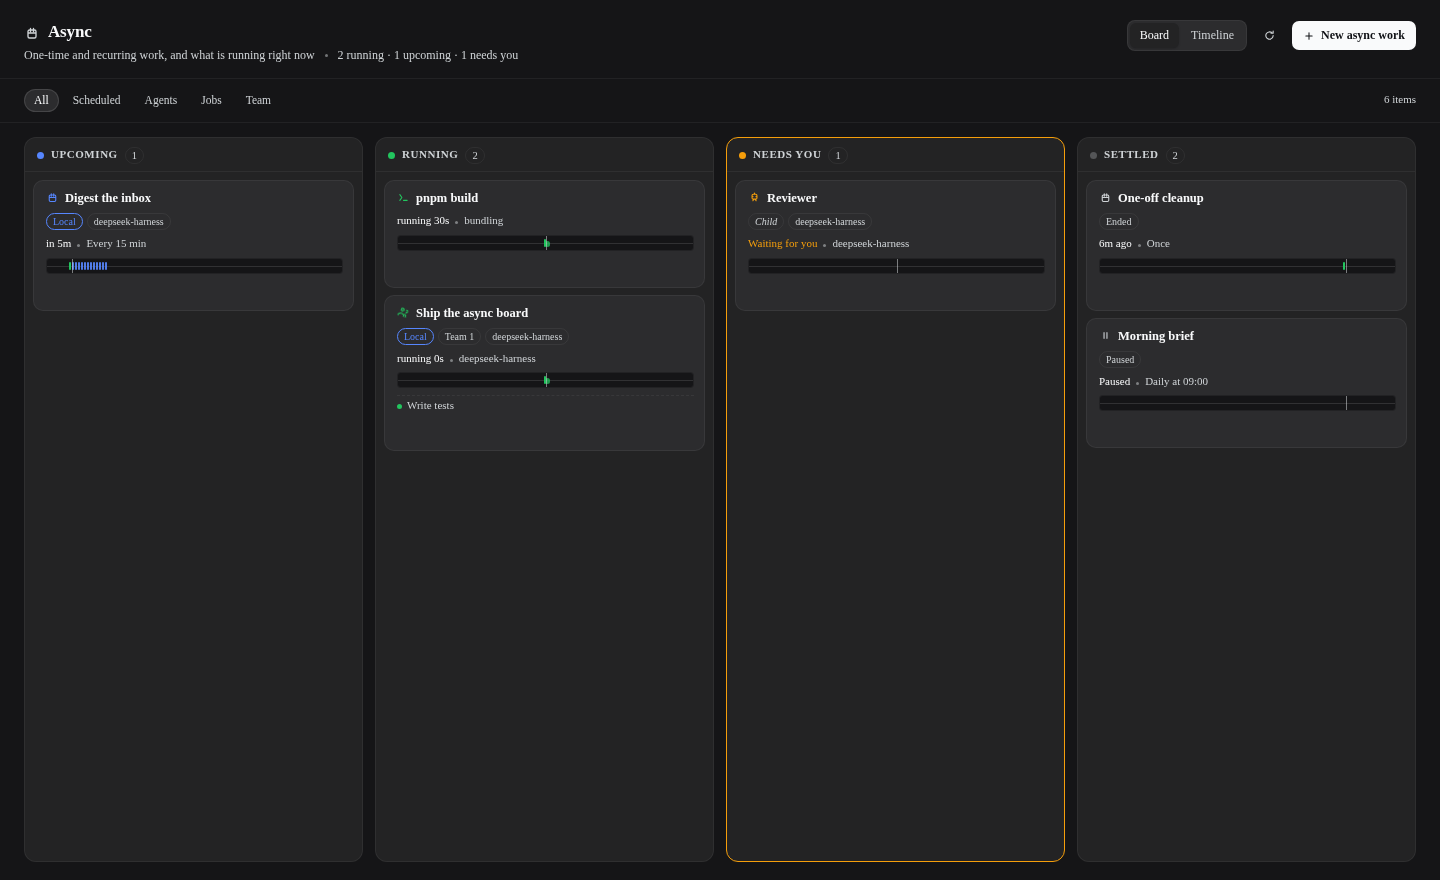 Async
One-time and recurring work, and what is running right now • 2 running · 1 upcoming · 1 needs you
Board Timeline
New async work
All Scheduled Agents Jobs Team
6 items
UPCOMING 1
Digest the inbox
Local deepseek-harness
in 5m • Every 15 min
RUNNING 2
pnpm build
running 30s • bundling
Ship the async board
Local Team 1 deepseek-harness
running 0s • deepseek-harness
Write tests
NEEDS YOU 1
Reviewer
Child deepseek-harness
Waiting for you • deepseek-harness
SETTLED 2
One-off cleanup
Ended
6m ago • Once
Morning brief
Paused
Paused • Daily at 09:00